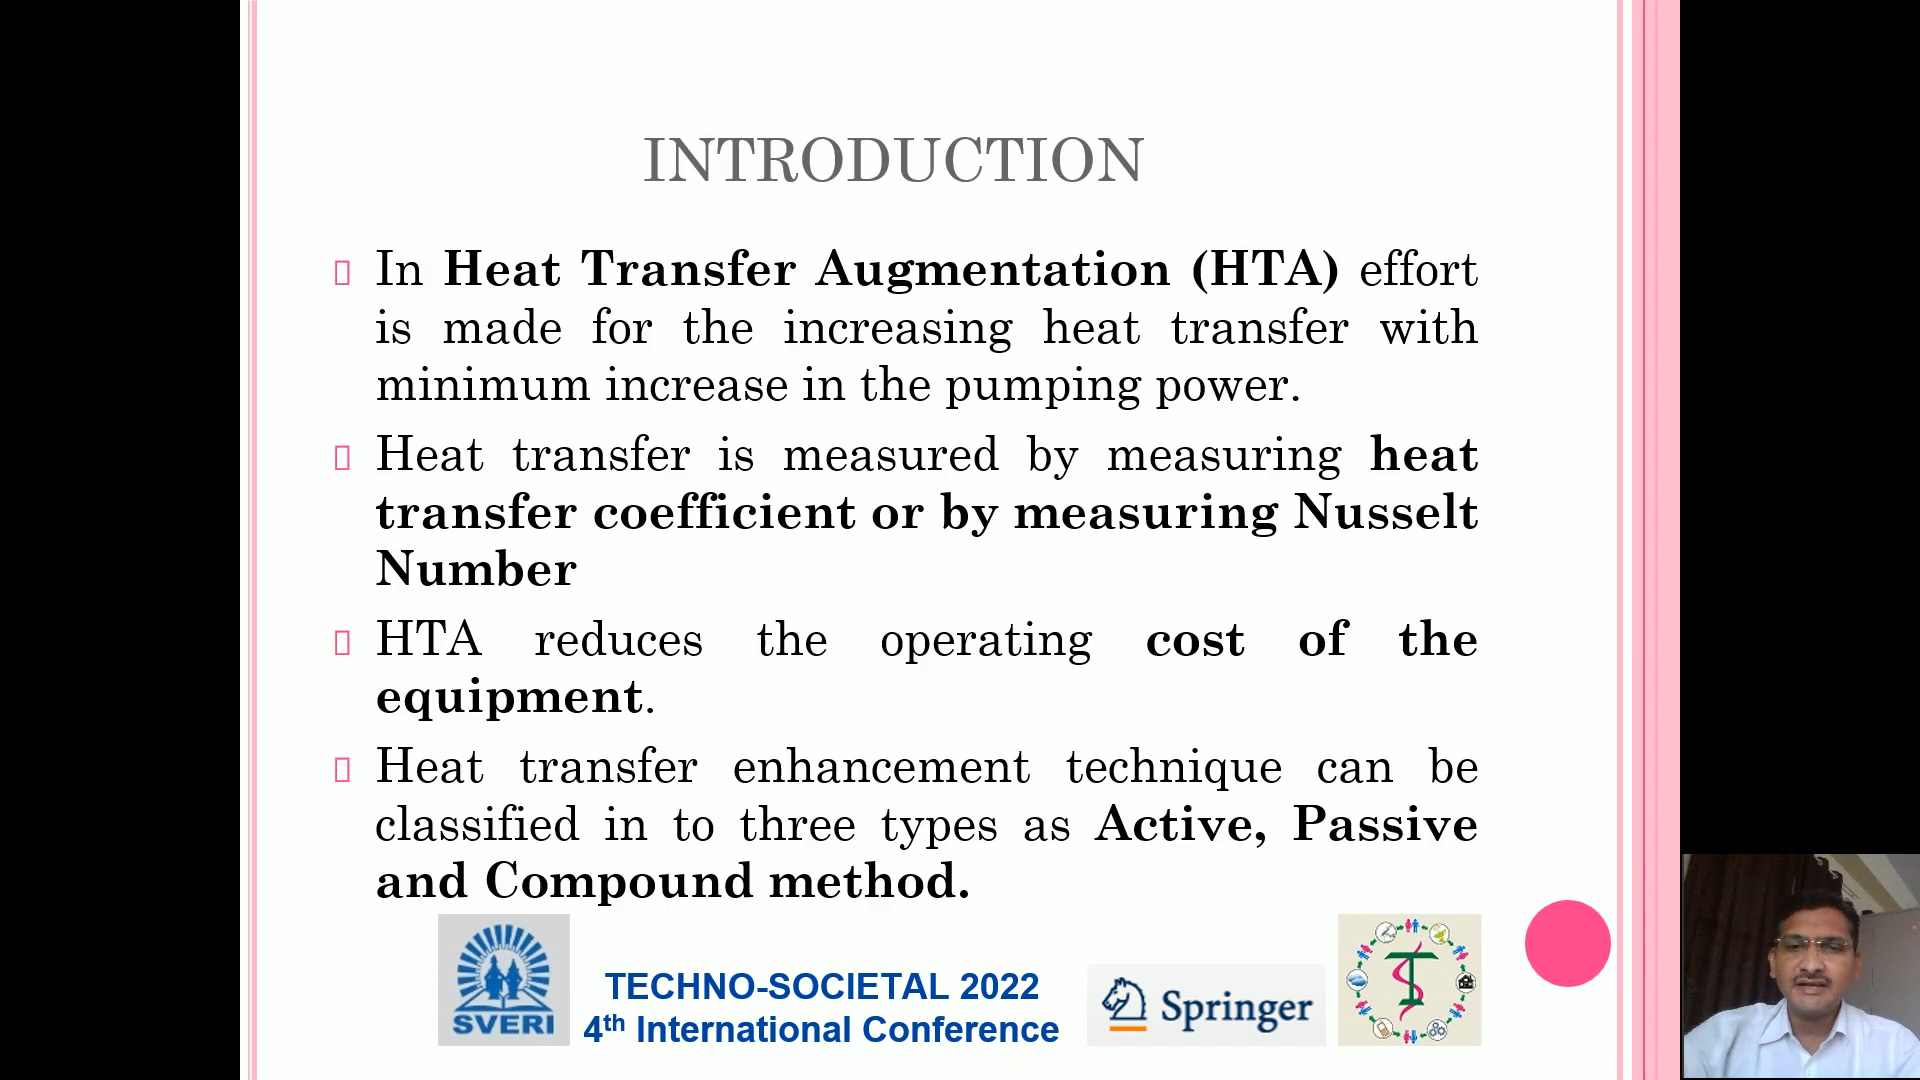 INTRODUCTION
In Heat Transfer Augmentation (HTA) effort
is made for the increasing heat transfer with
minimum increase in the pumping power.
Heat transfer is measured by measuring heat
transfer coefficient or by measuring Nusselt
Number
HTA reduces the operating cost of the
equipment.
Heat transfer enhancement technique can be
classified in to three types as Active, Passive
and Compound method.
SVERI
TECHNO-SOCIETAL 2022
4th International Conference
Springer
T